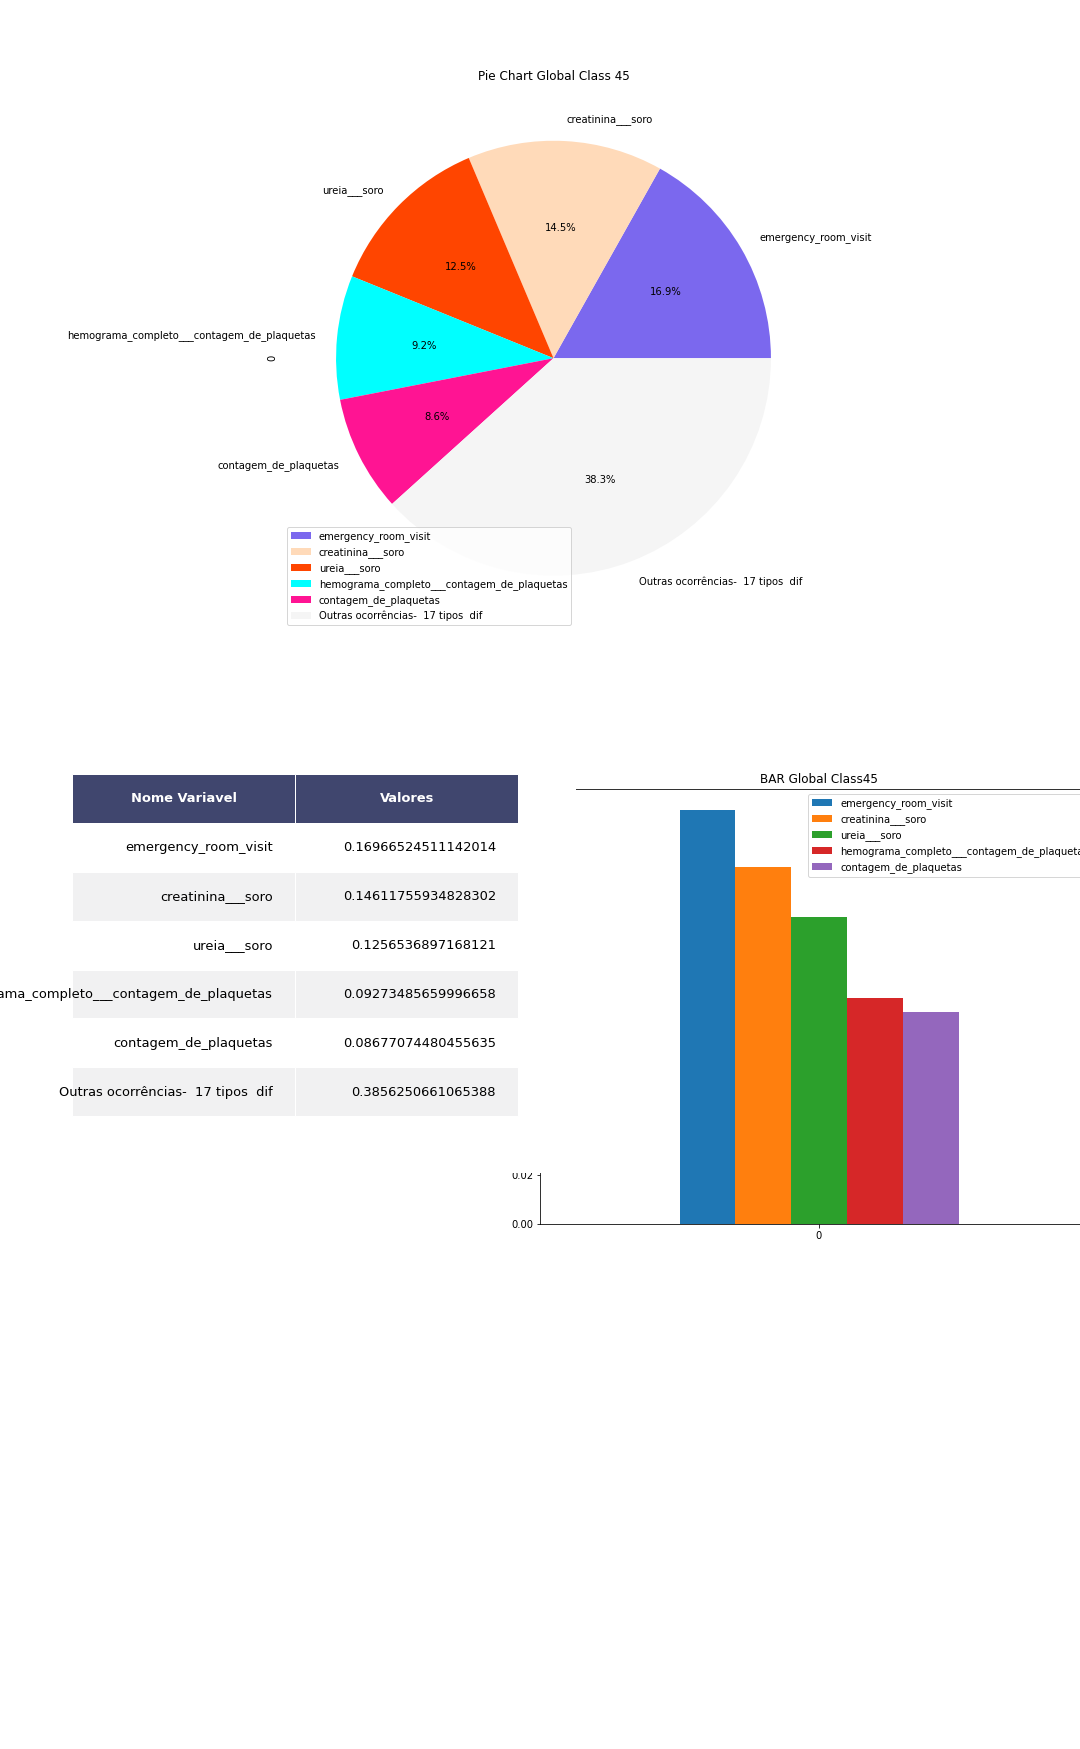 Pie Chart Global Class 45
creatinina___soro
ureia___soro
emergency_room_visit
14.5%
12.5%
16.9%
hemograma_completo___contagem_de_plaquetas
9.2%
0
8.6%
contagem_de_plaquetas
38.3%
Outras ocorrências-  17 tipos  dif
emergency_room_visit
creatinina___soro
ureia___soro
hemograma_completo___contagem_de_plaquetas
contagem_de_plaquetas
Outras ocorrências-  17 tipos  dif
Nome Variavel Valores
emergency_room_visit 0.16966524511142014
creatinina___soro 0.14611755934828302
ureia___soro 0.1256536897168121
ama_completo___contagem_de_plaquetas 0.09273485659996658
contagem_de_plaquetas 0.08677074480455635
Outras ocorrências-  17 tipos  dif 0.3856250661065388
BAR Global Class45
emergency_room_visit
creatinina___soro
ureia___soro
hemograma_completo___contagem_de_plaqueta
contagem_de_plaquetas
0.02
0.00
0